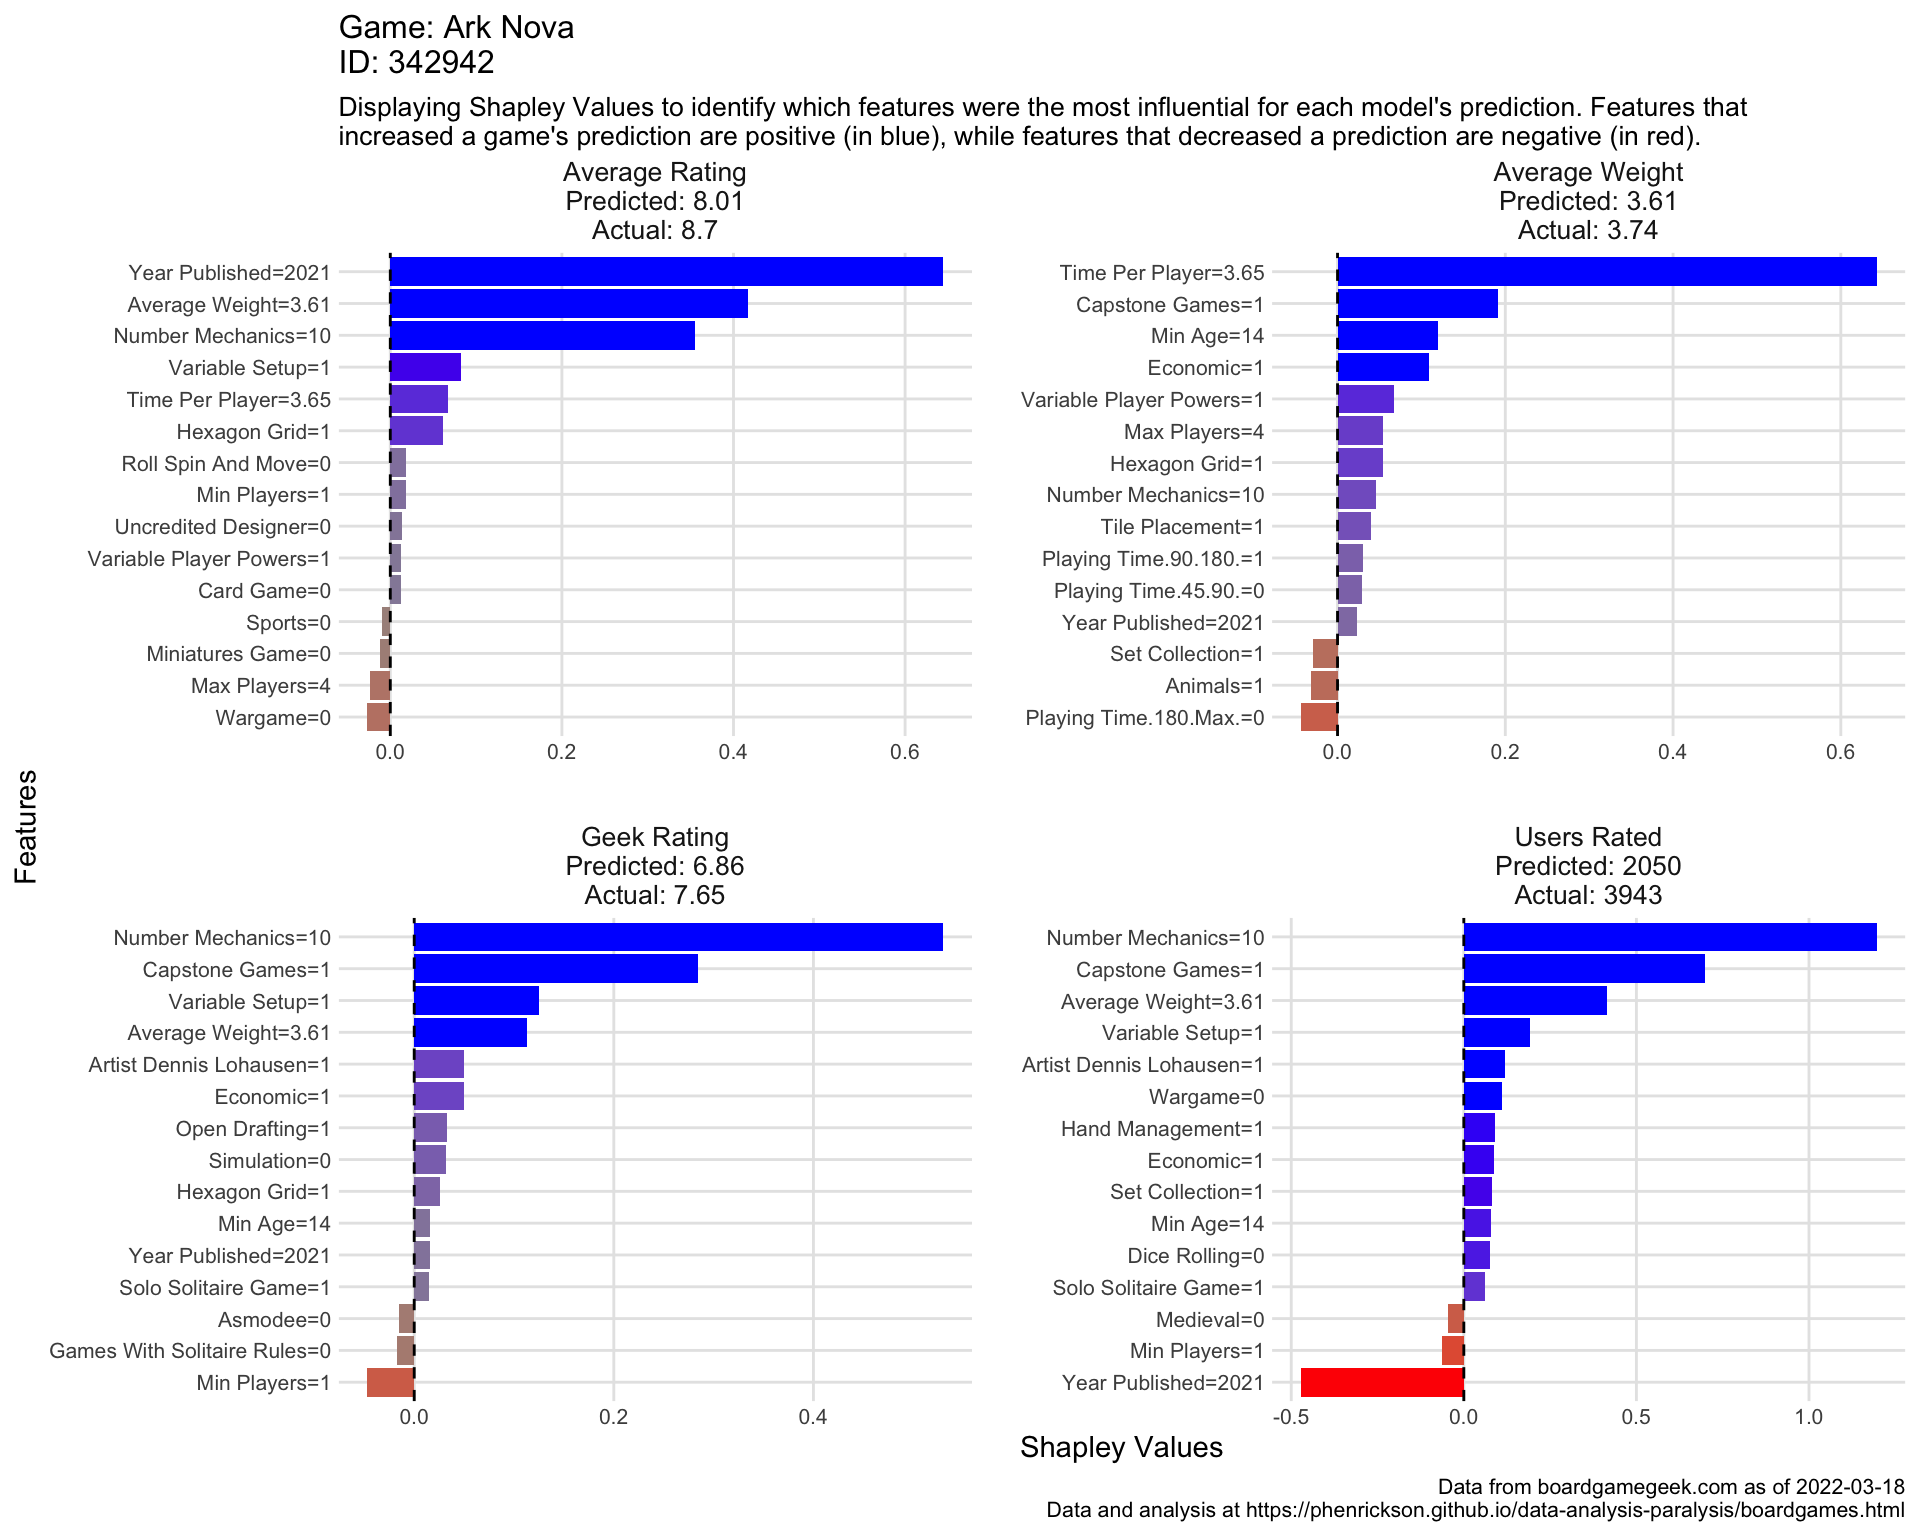 Game: Ark Nova
ID: 342942
Displaying Shapley Values to identify which features were the most influential for each model's prediction. Features that
increased a game's prediction are positive (in blue), while features that decreased a prediction are negative (in red).
Average Rating
Predicted: 8.01
Actual: 8.7
Year Published=2021
Average Weight=3.61
Number Mechanics=10
Variable Setup=1
Time Per Player=3.65
Hexagon Grid=1
Roll Spin And Move=0
Min Players=1
Uncredited Designer=0
Variable Player Powers=1
Card Game=0
Sports=0
Miniatures Game=0
Max Players=4
Wargame=0
0.0 0.2 0.4 0.6
Average Weight
Predicted: 3.61
Actual: 3.74
Time Per Player=3.65
Capstone Games=1
Min Age=14
Economic=1
Variable Player Powers=1
Max Players=4
Hexagon Grid=1
Number Mechanics=10
Tile Placement=1
Playing Time.90.180.=1
Playing Time.45.90.=0
Year Published=2021
Set Collection=1
Animals=1
Playing Time.180.Max.=0
0.0 0.2 0.4 0.6
Features
Geek Rating
Predicted: 6.86
Actual: 7.65
Number Mechanics=10
Capstone Games=1
Variable Setup=1
Average Weight=3.61
Artist Dennis Lohausen=1
Economic=1
Open Drafting=1
Simulation=0
Hexagon Grid=1
Min Age=14
Year Published=2021
Solo Solitaire Game=1
Asmodee=0
Games With Solitaire Rules=0
Min Players=1
0.0 0.2 0.4
Users Rated
Predicted: 2050
Actual: 3943
Number Mechanics=10
Capstone Games=1
Average Weight=3.61
Variable Setup=1
Artist Dennis Lohausen=1
Wargame=0
Hand Management=1
Economic=1
Set Collection=1
Min Age=14
Dice Rolling=0
Solo Solitaire Game=1
Medieval=0
Min Players=1
Year Published=2021
-0.5 0.0 0.5 1.0
Shapley Values
Data from boardgamegeek.com as of 2022-03-18
Data and analysis at https://phenrickson.github.io/data-analysis-paralysis/boardgames.html